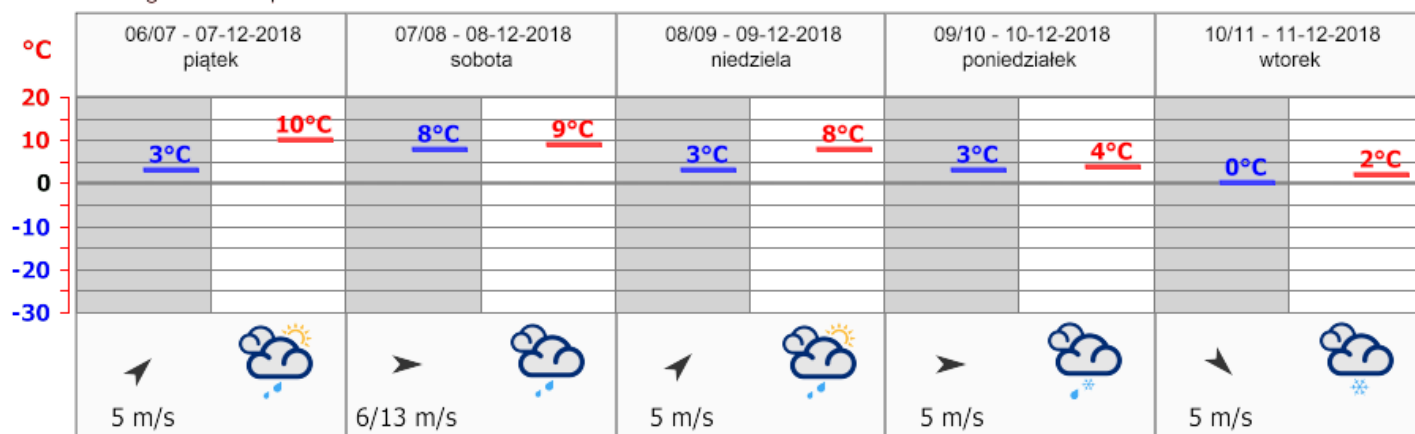 06/07 - 07-12-2018
piątek
07/08 - 08-12-2018
sobota
08/09 - 09-12-2018
niedziela
09/10 - 10-12-2018
poniedziałek
10/11 - 11-12-2018
wtorek
°C
20
10
0
-10
-20
-30
3°C
10°C
8°C
9°C
3°C
8°C
3°C
4°C
0°C
2°C
5 m/s
6/13 m/s
5 m/s
5 m/s
5 m/s